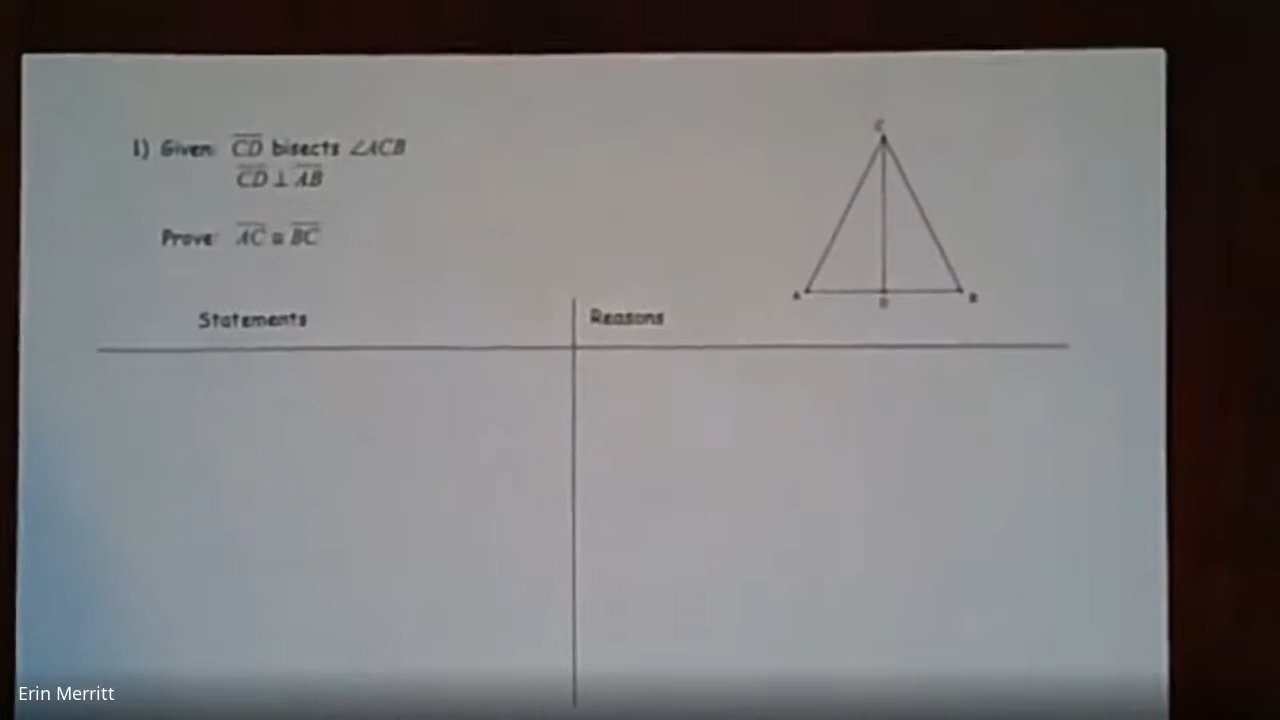 1) Given: CD bisects ∠ACB
CD ⊥ AB
Prove: AC ≅ BC
C
A
D
B
Statements
Reasons
Erin Merritt